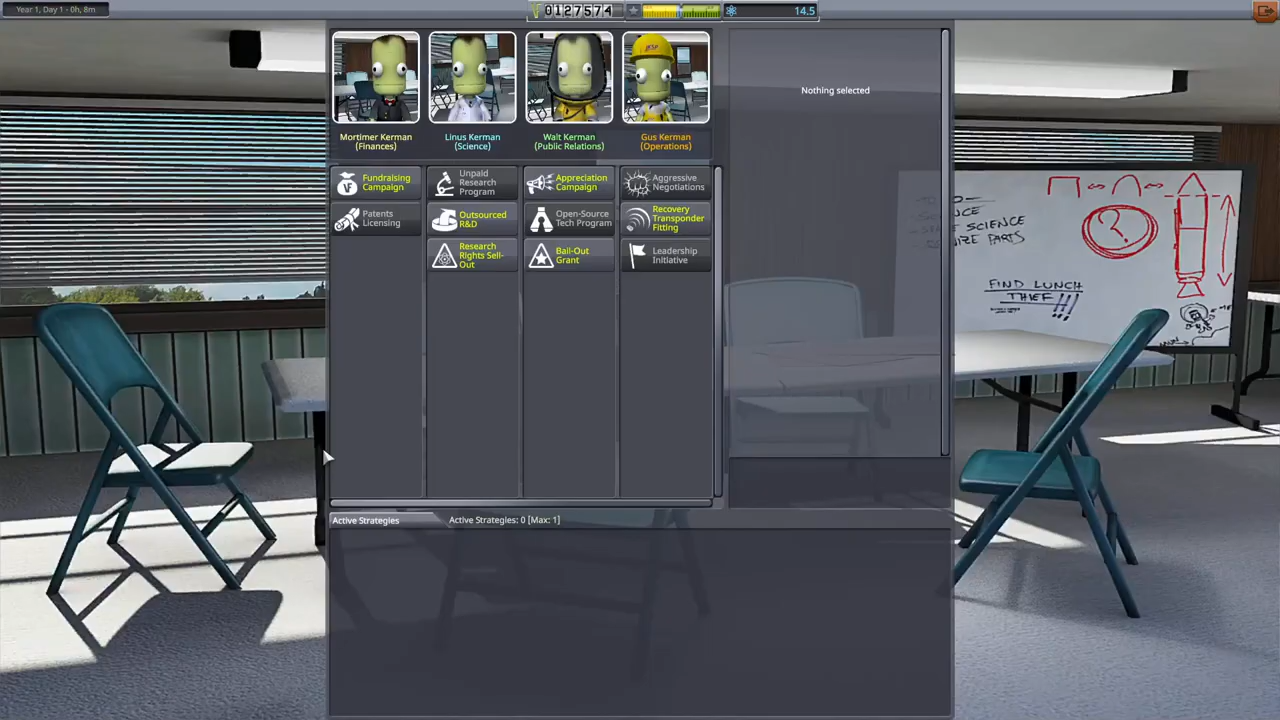 Year 1, Day 1 - 0h, 8m
0127574
14.5
Mortimer Kerman
(Finances)
Linus Kerman
(Science)
Walt Kerman
(Public Relations)
Gus Kerman
(Operations)
Nothing selected
Fundraising
Campaign
Unpaid
Research
Program
Appreciation
Campaign
Aggressive
Negotiations
Patents
Licensing
Outsourced
R&D
Open-Source
Tech Program
Recovery
Transponder
Fitting
Research
Rights Sell-
Out
Bail-Out
Grant
Leadership
Initiative
Active Strategies
Active Strategies: 0 [Max: 1]
SCIENCE
PARTS
FIND LUNCH
THIEF!!!
?